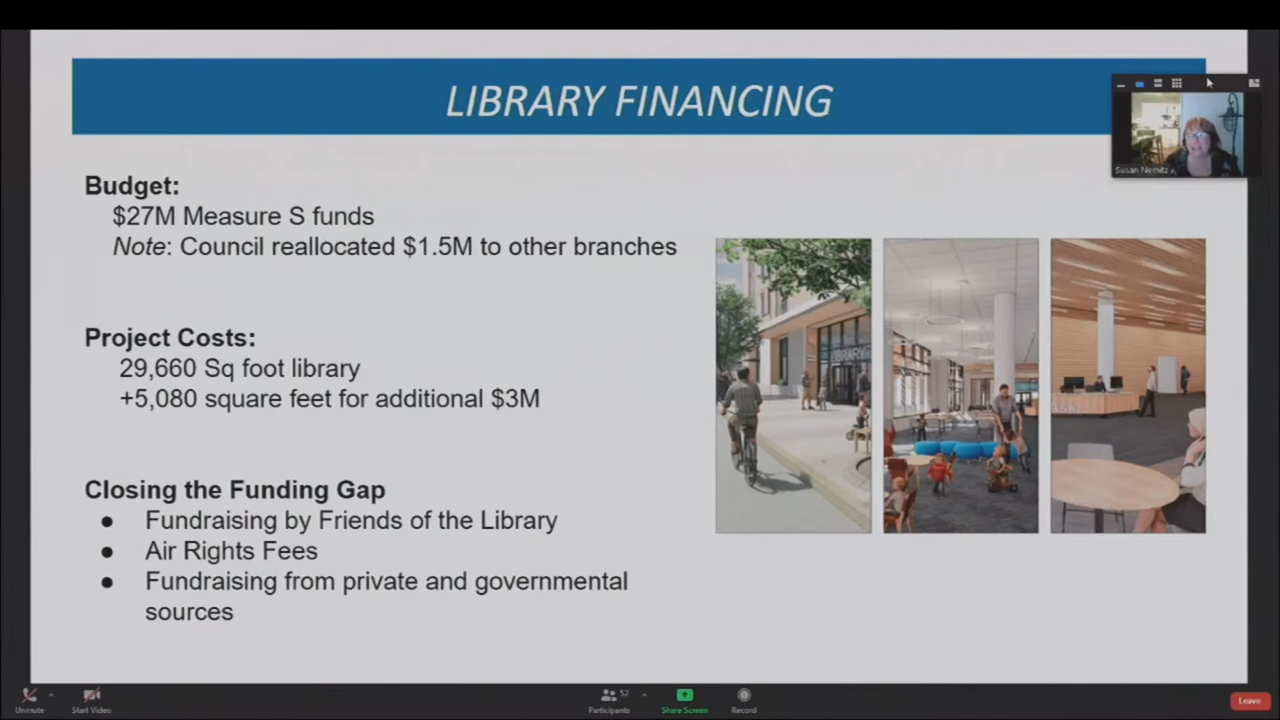 LIBRARY FINANCING
Susan Nemitz
Budget:
$27M Measure S funds
Note: Council reallocated $1.5M to other branches
Project Costs:
29,660 Sq foot library
+5,080 square feet for additional $3M
LIBRARY
Closing the Funding Gap
● Fundraising by Friends of the Library
● Air Rights Fees
● Fundraising from private and governmental
sources
Unmute
Start Video
52
Participants
Share Screen
Record
Leave